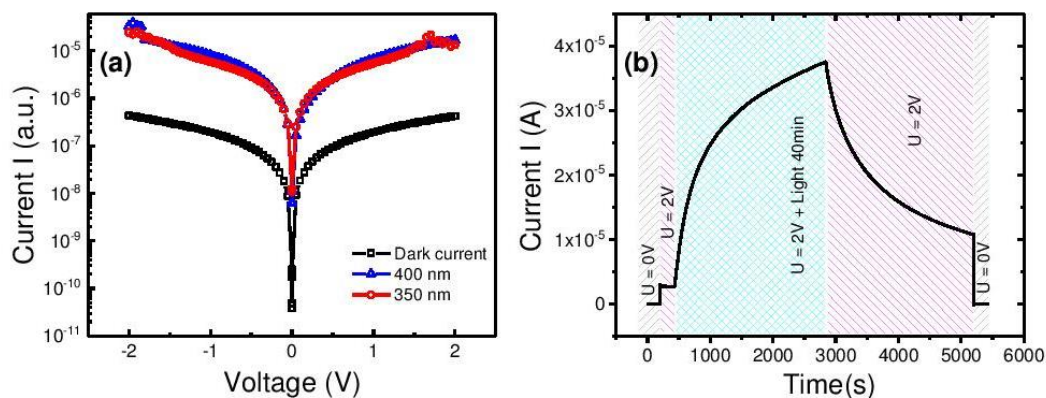 (a)
Current I (a.u.)
10⁻⁵
10⁻⁶
10⁻⁷
10⁻⁸
10⁻⁹
10⁻¹⁰
10⁻¹¹
Dark current
400 nm
350 nm
-2 -1 0 1 2
Voltage (V)
(b)
Current I (A)
4x10⁻⁵
3x10⁻⁵
2x10⁻⁵
1x10⁻⁵
0
U = 0V
U = 2V
U = 2V + Light 40min
U = 2V
U = 0V
0 1000 2000 3000 4000 5000 6000
Time(s)